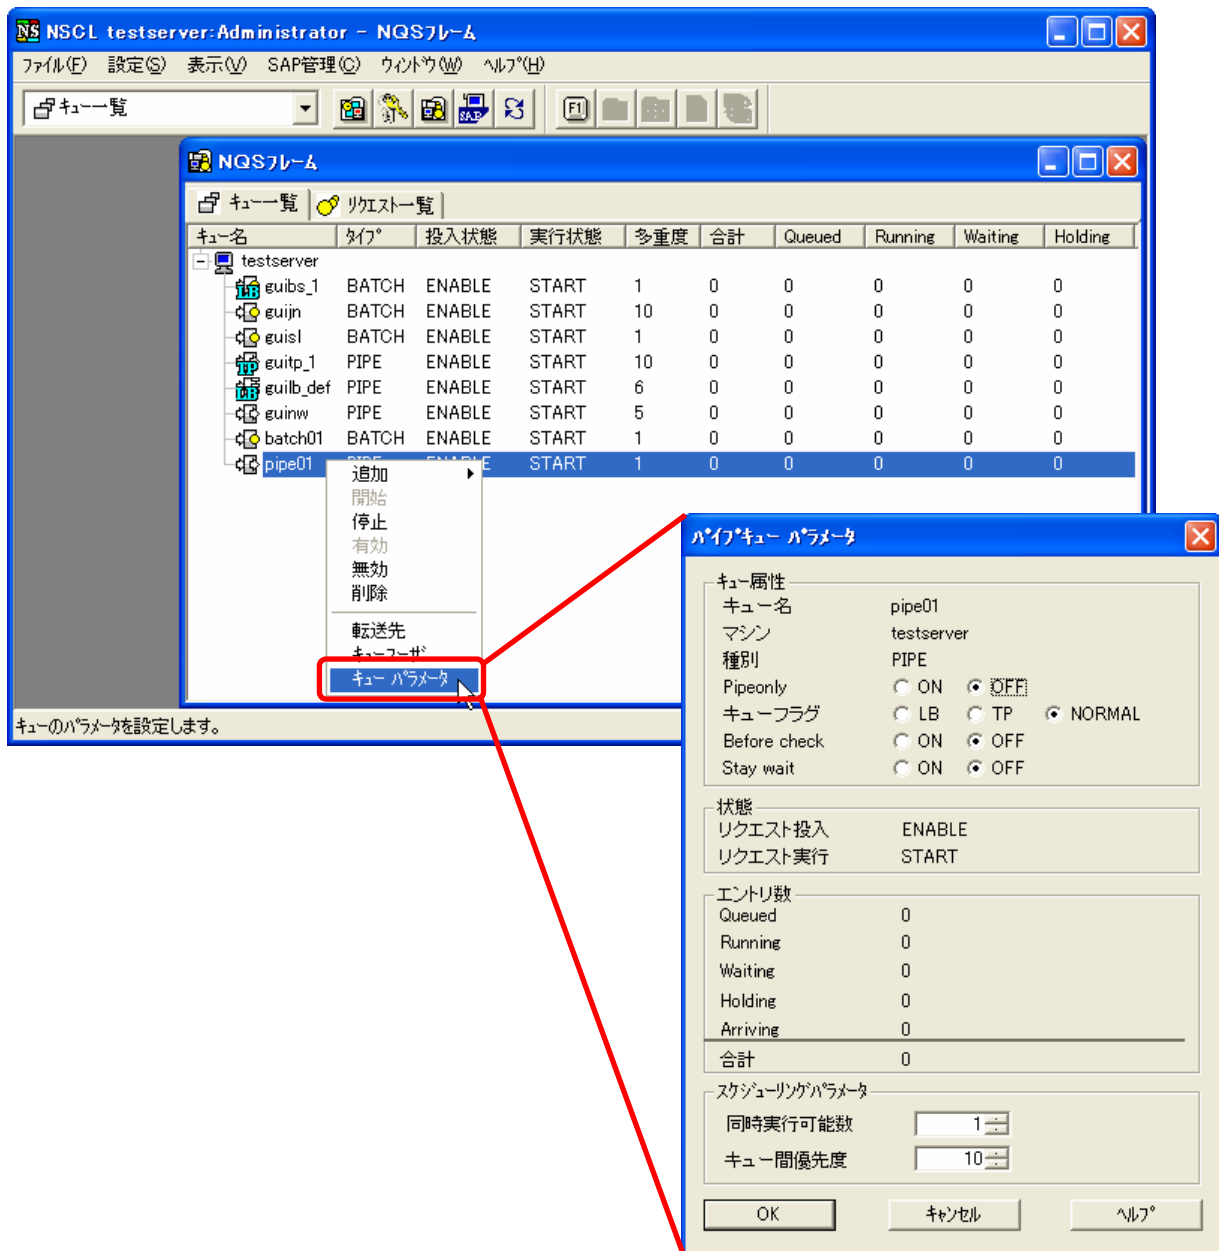 NSCL testserver:Administrator - NQSﾌﾚｰﾑ
ﾌｧｲﾙ(F) 設定(S) 表示(V) SAP管理(C) ｳｨﾝﾄﾞｳ(W) ﾍﾙﾌﾟ(H)
ｷｭｰ一覧
SAP
F1
NQSﾌﾚｰﾑ
ｷｭｰ一覧 ﾘｸｴｽﾄ一覧
ｷｭｰ名 ﾀｲﾌﾟ 投入状態 実行状態 多重度 合計 Queued Running Waiting Holding
testserver
guibs_1 BATCH ENABLE START 1 0 0 0 0 0
guijn BATCH ENABLE START 10 0 0 0 0 0
guisl BATCH ENABLE START 1 0 0 0 0 0
guitp_1 PIPE ENABLE START 10 0 0 0 0 0
guilb_def PIPE ENABLE START 6 0 0 0 0 0
guinw PIPE ENABLE START 5 0 0 0 0 0
batch01 BATCH ENABLE START 1 0 0 0 0 0
pipe01 PIPE ENABLE START 1 0 0 0 0 0
追加
開始
停止
有効
無効
削除
転送先
ｷｭｰﾕｰｻﾞ
ｷｭｰ ﾊﾟﾗﾒｰﾀ
ｷｭｰのﾊﾟﾗﾒｰﾀを設定します。
ﾊﾟｲﾌﾟｷｭｰ ﾊﾟﾗﾒｰﾀ
ｷｭｰ属性
キュー名 pipe01
マシン testserver
種別 PIPE
Pipeonly ON OFF
キューフラグ LB TP NORMAL
Before check ON OFF
Stay wait ON OFF
状態
リクエスト投入 ENABLE
リクエスト実行 START
エントリ数
Queued 0
Running 0
Waiting 0
Holding 0
Arriving 0
合計 0
ｽｹｼﾞｭｰﾘﾝｸﾞﾊﾟﾗﾒｰﾀ
同時実行可能数 1
キュー間優先度 10
OK ｷｬﾝｾﾙ ﾍﾙﾌﾟ